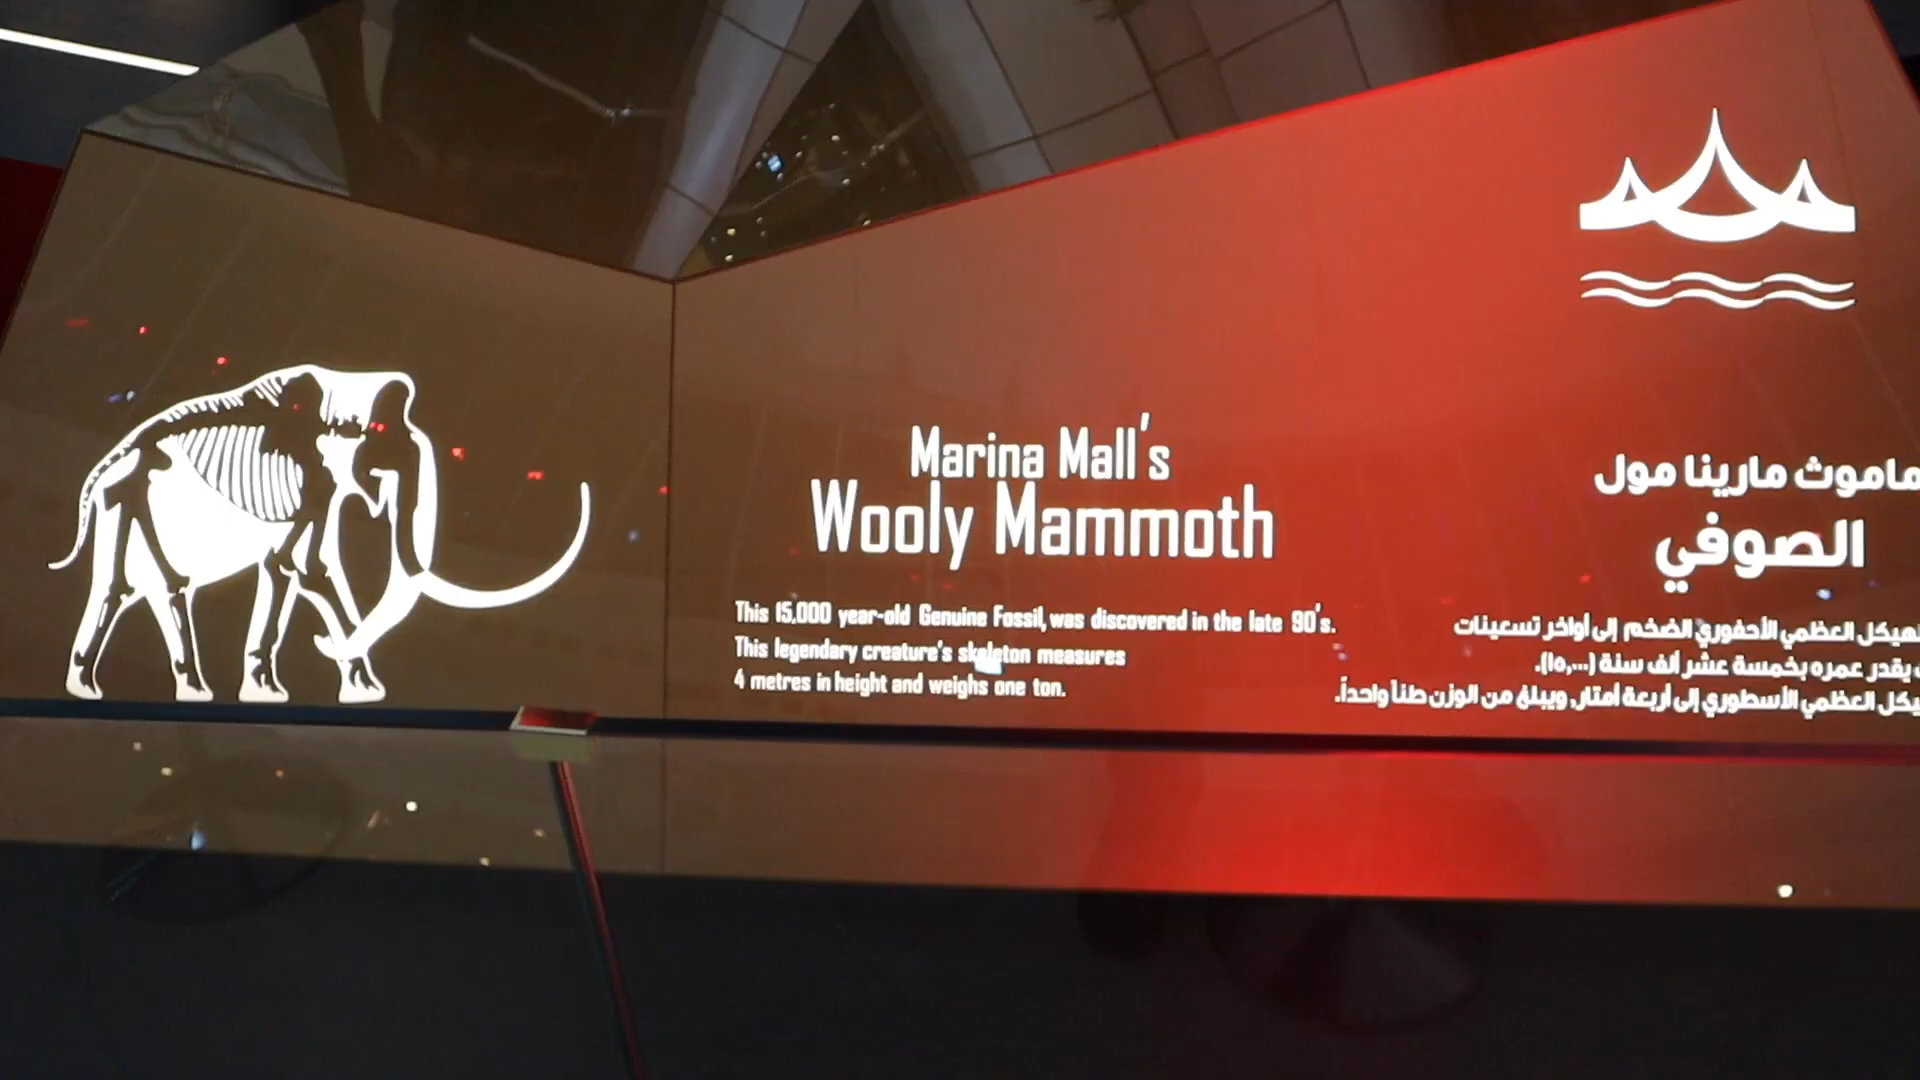 Marina Mall's
Wooly Mammoth
This 15,000 year-old Genuine Fossil, was discovered in the late 90's.
This legendary creature's skeleton measures
4 metres in height and weighs one ton.
ماموث مارينا مول
الصوفي
العظمي الأحفوري الضخم إلى أواخر تسعينات
يقدر عمره بخمسة عشر ألف سنة (١٥,٠٠٠).
العظمي الأسطوري إلى أربعة أمتار, ويبلغ من الوزن طناً واحداً.